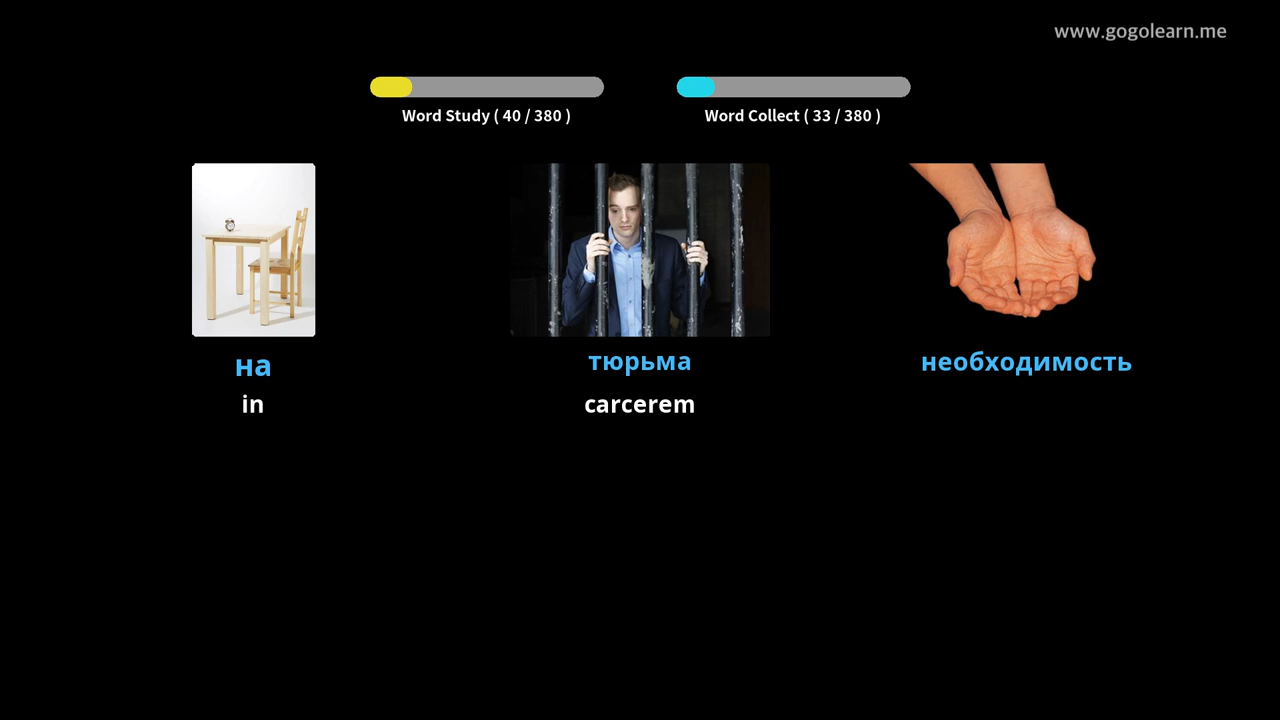 www.gogolearn.me
Word Study ( 40 / 380 )
Word Collect ( 33 / 380 )
на
тюрьма
необходимость
in
carcerem